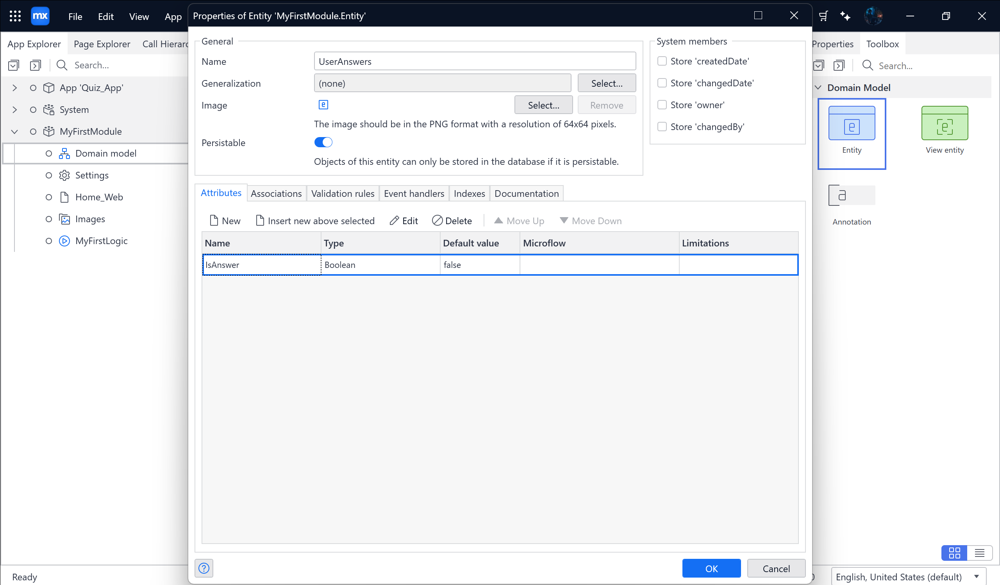 mx File Edit View App
Properties of Entity 'MyFirstModule.Entity'
App Explorer Page Explorer Call Hierarc
Search...
App 'Quiz_App'
System
MyFirstModule
Domain model
Settings
Home_Web
Images
MyFirstLogic
General
Name UserAnswers
Generalization (none) Select...
Image e Select... Remove
The image should be in the PNG format with a resolution of 64x64 pixels.
Persistable
Objects of this entity can only be stored in the database if it is persistable.
System members
Store 'createdDate'
Store 'changedDate'
Store 'owner'
Store 'changedBy'
Attributes Associations Validation rules Event handlers Indexes Documentation
New Insert new above selected Edit Delete Move Up Move Down
Name Type Default value Microflow Limitations
IsAnswer Boolean false
? OK Cancel
Properties Toolbox
Search...
Domain Model
e e
Entity View entity
a
Annotation
Ready English, United States (default)